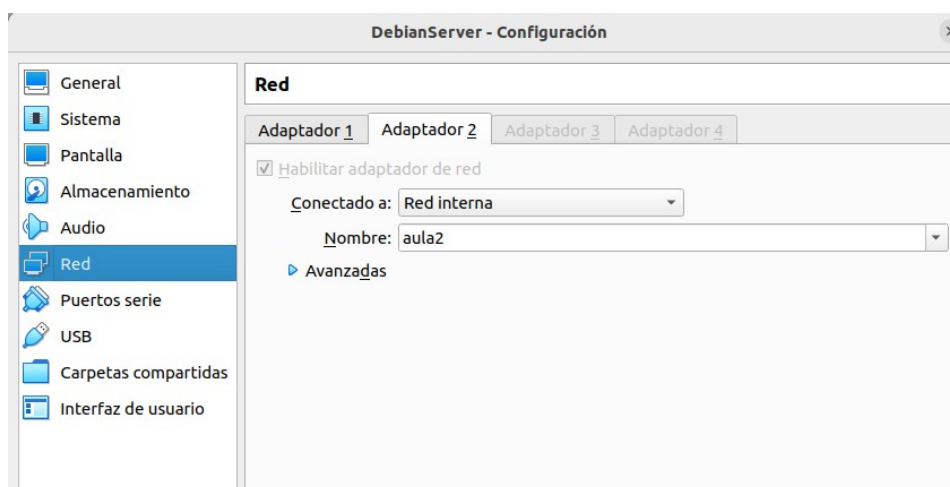 DebianServer - Configuración
General
Sistema
Pantalla
Almacenamiento
Audio
Red
Puertos serie
USB
Carpetas compartidas
Interfaz de usuario
Red
Adaptador 1 Adaptador 2 Adaptador 3 Adaptador 4
Habilitar adaptador de red
Conectado a: Red interna
Nombre: aula2
Avanzadas